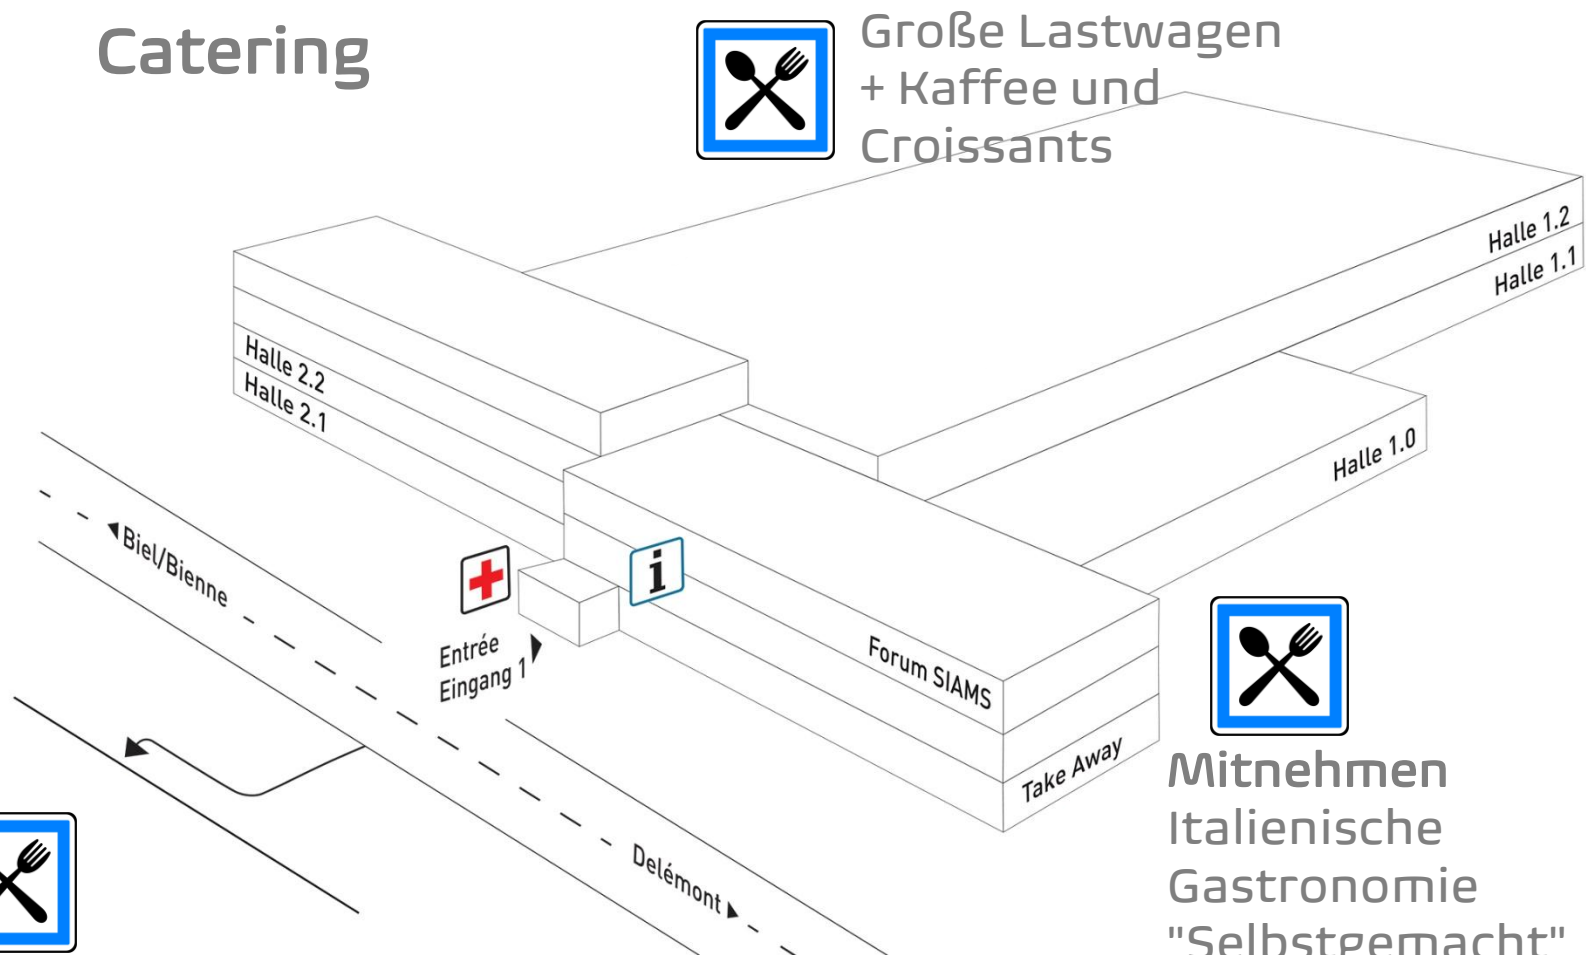 Catering
Große Lastwagen
+ Kaffee und
Croissants
Halle 1.2
Halle 1.1
Halle 2.2
Halle 2.1
Halle 1.0
Biel/Bienne
i
Entrée
Eingang 1
Forum SIAMS
Take Away
Delémont
Mitnehmen
Italienische
Gastronomie
"Selbstgemacht"